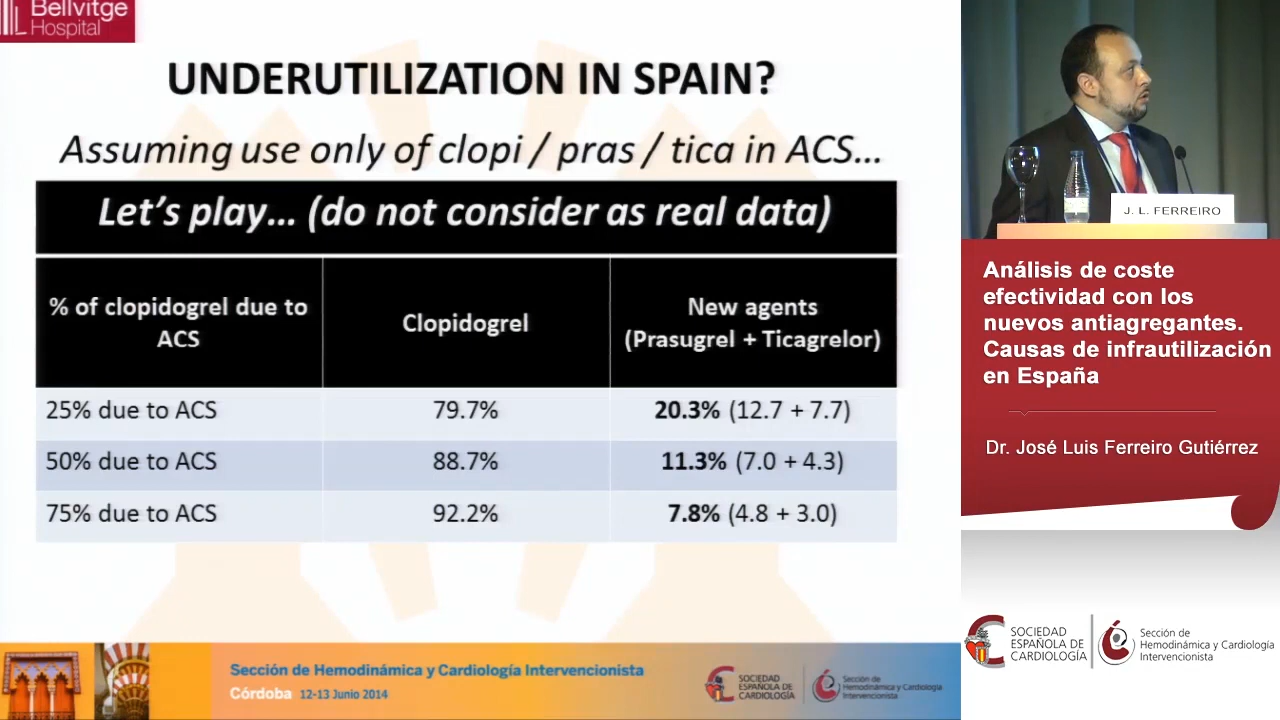 Bellvitge
Hospital
UNDERUTILIZATION IN SPAIN?
Assuming use only of clopi / pras / tica in ACS...
Let's play... (do not consider as real data)
% of clopidogrel due to
ACS
Clopidogrel
New agents
(Prasugrel + Ticagrelor)
25% due to ACS
79.7%
20.3% (12.7 + 7.7)
50% due to ACS
88.7%
11.3% (7.0 + 4.3)
75% due to ACS
92.2%
7.8% (4.8 + 3.0)
Sección de Hemodinámica y Cardiología Intervencionista
Córdoba 12-13 Junio 2014
SOCIEDAD
ESPAÑOLA DE
CARDIOLOGÍA
Sección de
Hemodinámica y Cardiología
Intervencionista
J. L. FERREIRO
Análisis de coste
efectividad con los
nuevos antiagregantes.
Causas de infrautilización
en España
Dr. José Luis Ferreiro Gutiérrez
SOCIEDAD
ESPAÑOLA DE
CARDIOLOGÍA
Sección de
Hemodinámica y Cardiología
Intervencionista